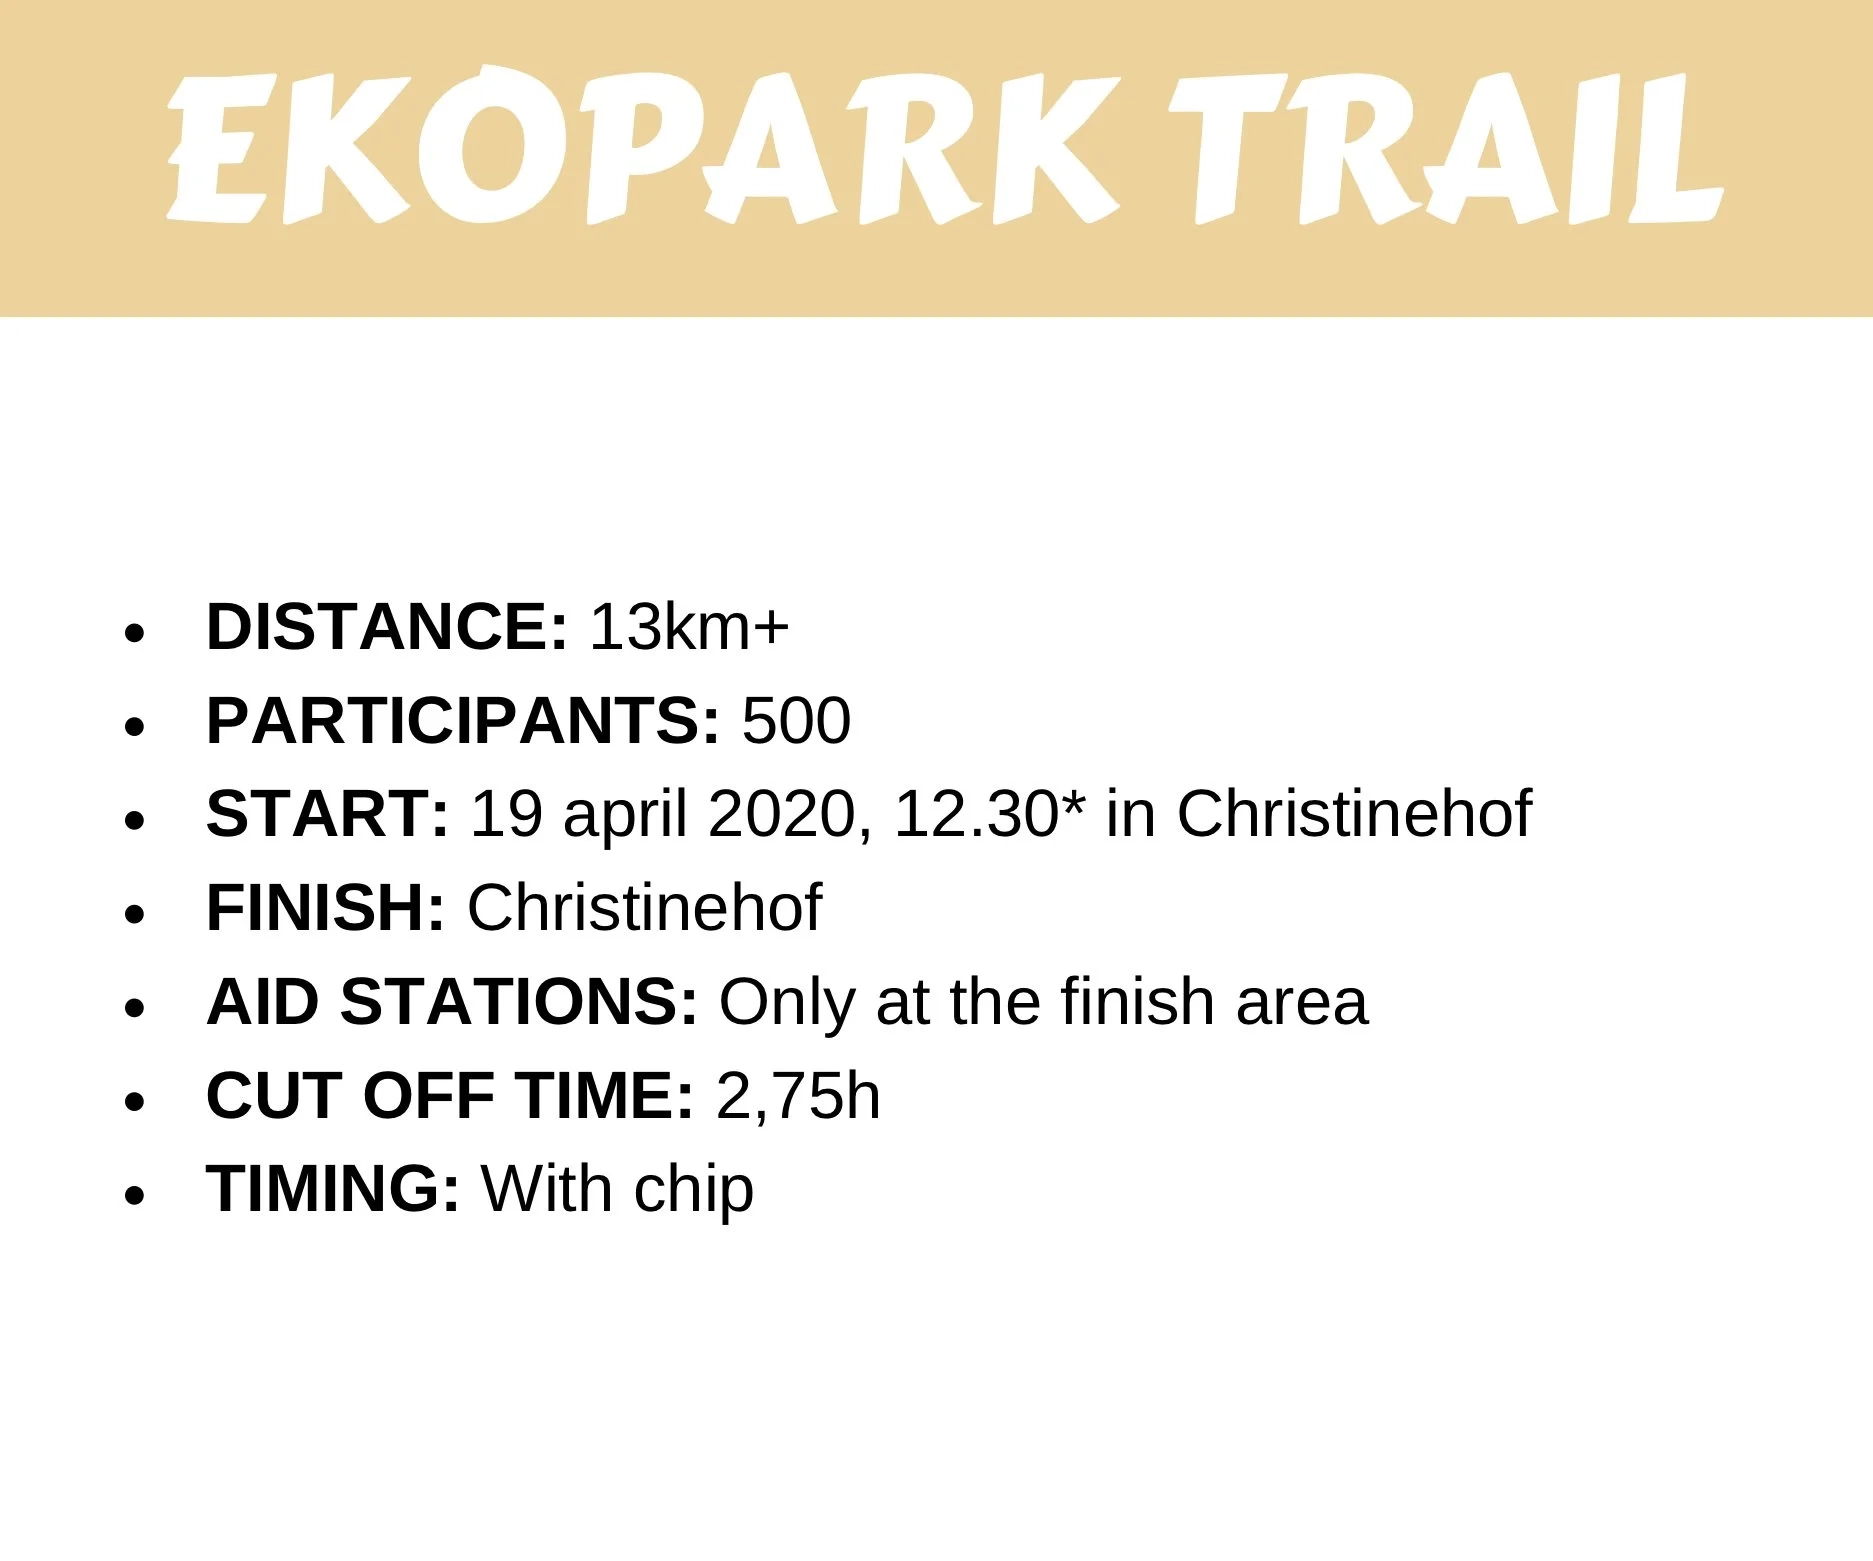 EKOPARK TRAIL
• DISTANCE: 13km+
• PARTICIPANTS: 500
• START: 19 april 2020, 12.30* in Christinehof
• FINISH: Christinehof
• AID STATIONS: Only at the finish area
• CUT OFF TIME: 2,75h
• TIMING: With chip